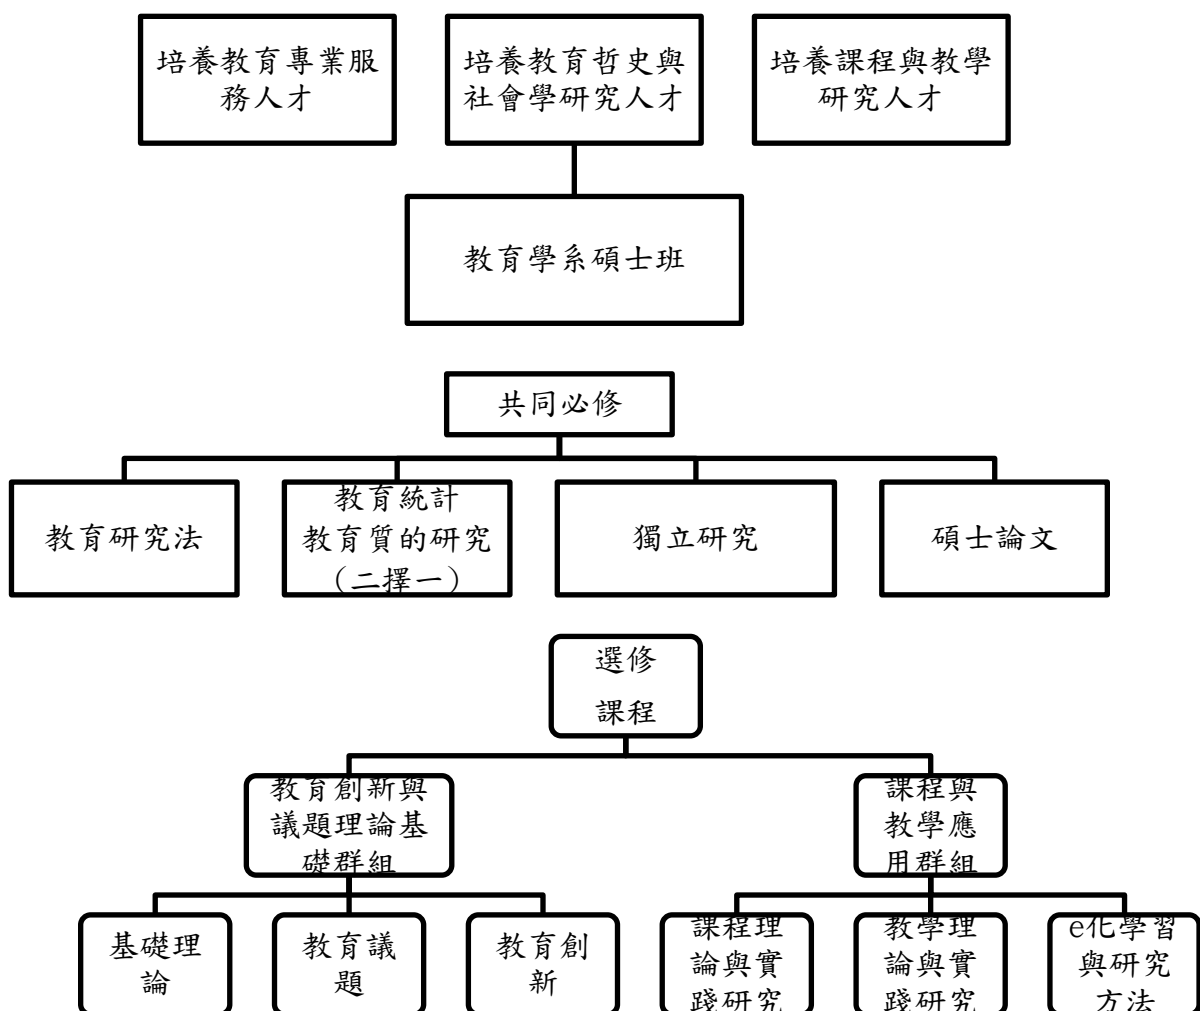 培養教育專業服
務人才
培養教育哲史與
社會學研究人才
培養課程與教學
研究人才
教育學系碩士班
共同必修
教育研究法
教育統計
教育質的研究
（二擇一）
獨立研究
碩士論文
選修
課程
教育創新與
議題理論基
礎群組
課程與
教學應
用群組
基礎理
論
教育議
題
教育創
新
課程理
論與實
踐研究
教學理
論與實
踐研究
e化學習
與研究
方法